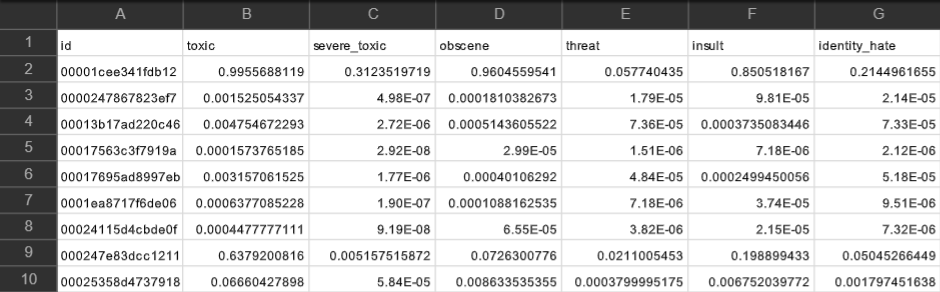 A B C D E F G
1 id toxic severe_toxic obscene threat insult identity_hate
2 00001cee341fdb12 0.9955688119 0.3123519719 0.9604559541 0.057740435 0.850518167 0.2144961655
3 0000247867823ef7 0.001525054337 4.98E-07 0.0001810382673 1.79E-05 9.81E-05 2.14E-05
4 00013b17ad220c46 0.004754672293 2.72E-06 0.0005143605522 7.36E-05 0.0003735083446 7.33E-05
5 00017563c3f7919a 0.0001573765185 2.92E-08 2.99E-05 1.51E-06 7.18E-06 2.12E-06
6 00017695ad8997eb 0.003157061525 1.77E-06 0.00040106292 4.84E-05 0.0002499450056 5.18E-05
7 0001ea8717f6de06 0.0006377085228 1.90E-07 0.0001088162535 7.18E-06 3.74E-05 9.51E-06
8 00024115d4cbde0f 0.0004477777111 9.19E-08 6.55E-05 3.82E-06 2.15E-05 7.32E-06
9 000247e83dcc1211 0.6379200816 0.005157515872 0.0726300776 0.0211005453 0.198899433 0.05045266449
10 00025358d4737918 0.06660427898 5.84E-05 0.008633535355 0.0003799995175 0.006752039772 0.001797451638